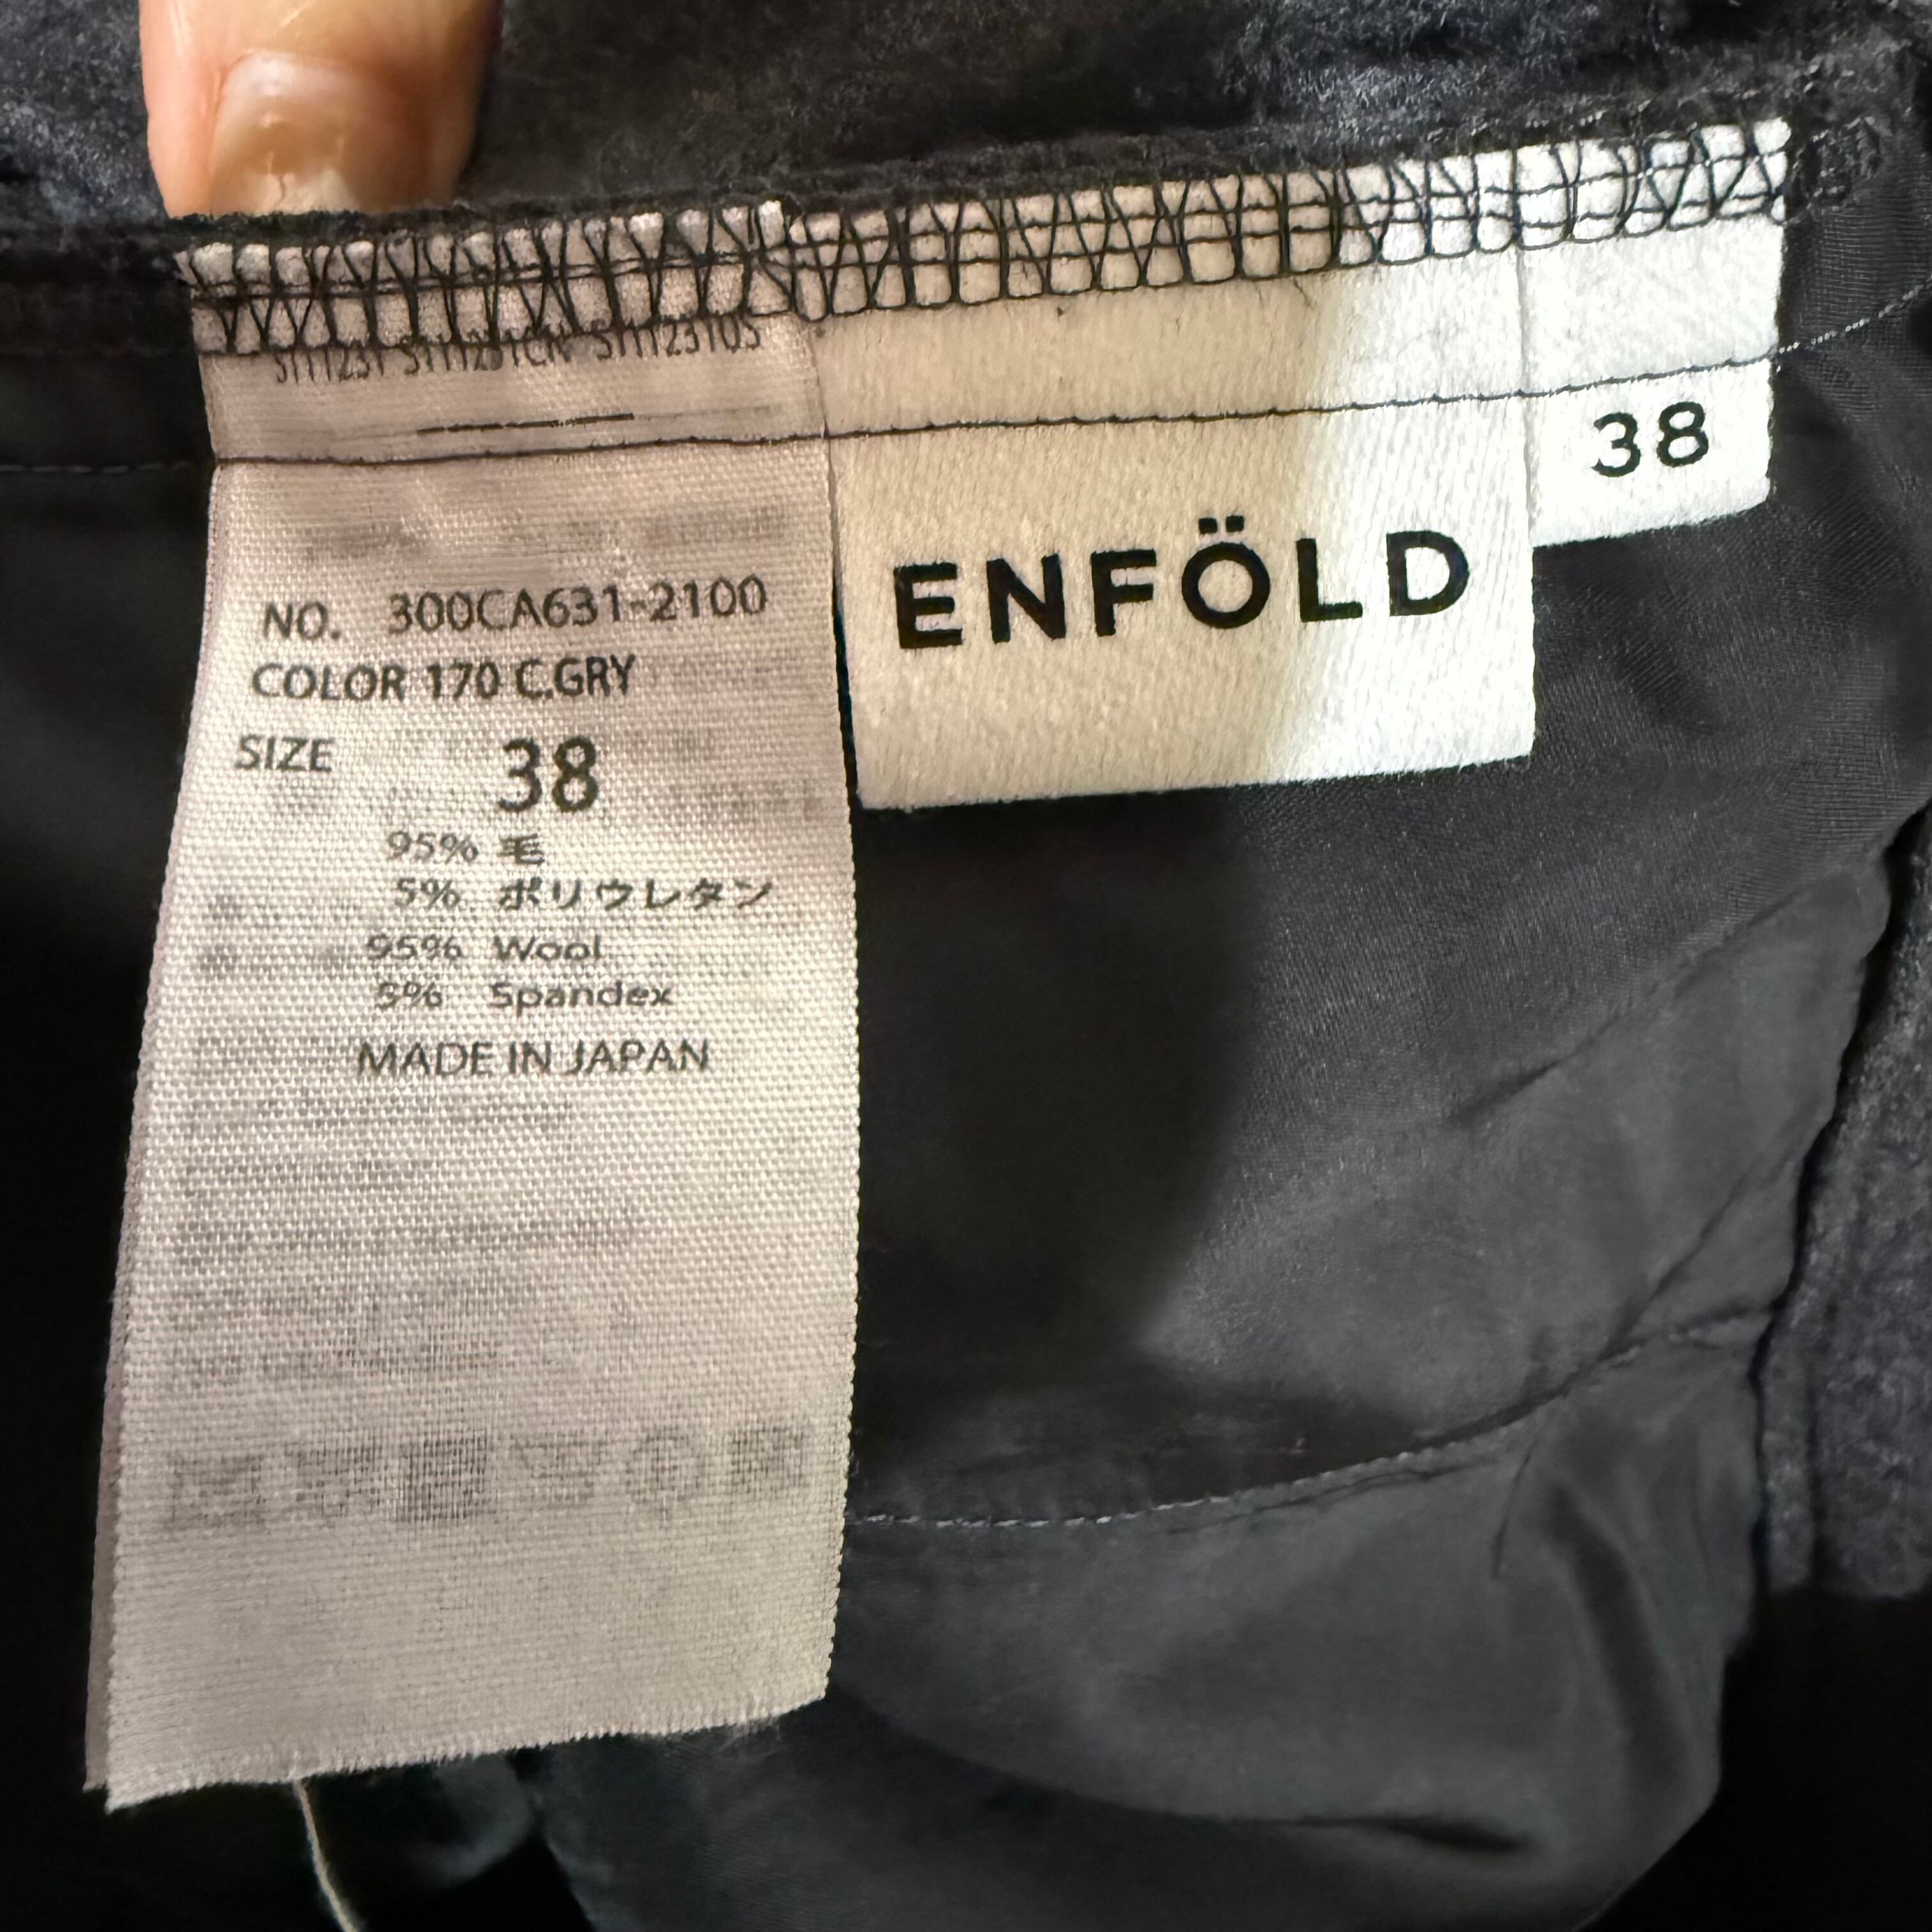 NO. 300CA631-2100
COLOR 170 C.GRY
SIZE 38
95% 毛
5% ポリウレタン
95% Wool
5% Spandex
MADE IN JAPAN
ENFÖLD
38